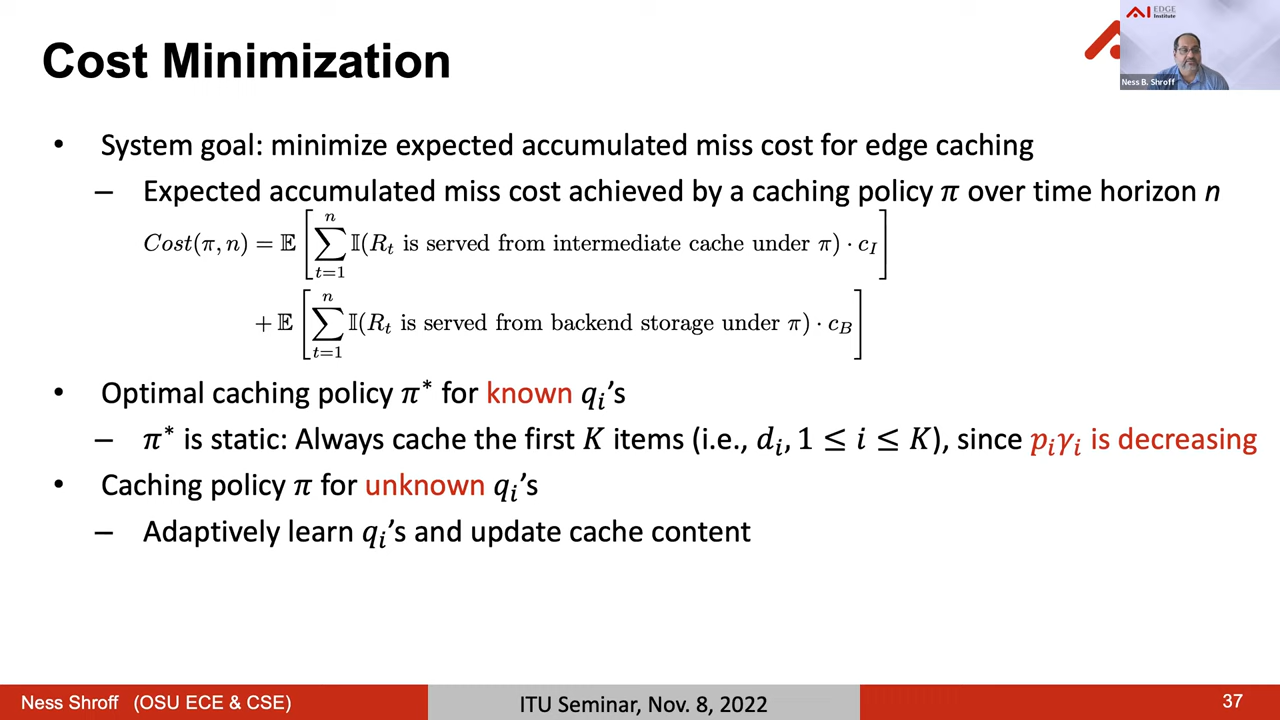 Cost Minimization
AI EDGE
Institute
Ness B. Shroff
• System goal: minimize expected accumulated miss cost for edge caching
– Expected accumulated miss cost achieved by a caching policy π over time horizon n
Cost(π, n) = 𝔼 [ ∑_{t=1}^{n} 𝕀(R_t is served from intermediate cache under π) · c_I ]
+ 𝔼 [ ∑_{t=1}^{n} 𝕀(R_t is served from backend storage under π) · c_B ]
• Optimal caching policy π* for known q_i's
– π* is static: Always cache the first K items (i.e., d_i, 1 ≤ i ≤ K), since p_iγ_i is decreasing
• Caching policy π for unknown q_i's
– Adaptively learn q_i's and update cache content
Ness Shroff (OSU ECE & CSE)
ITU Seminar, Nov. 8, 2022
37